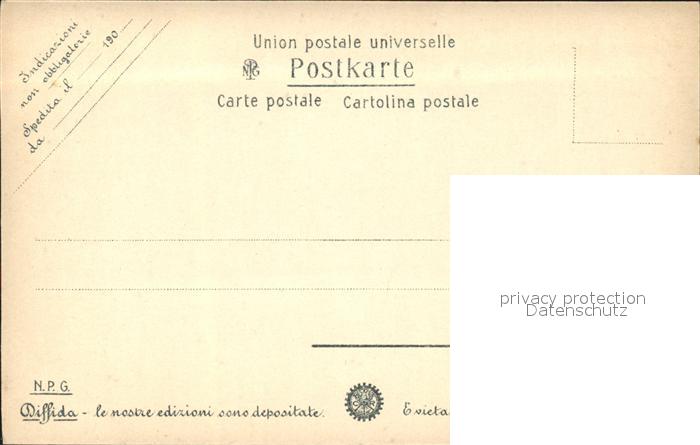 Indicazioni
non obbligatorie
Spedita il 190
da
Union postale universelle
NPG Postkarte
Carte postale Cartolina postale
privacy protection
Datenschutz
N. P. G.
Diffida - le nostre edizioni sono depositate. E vieta